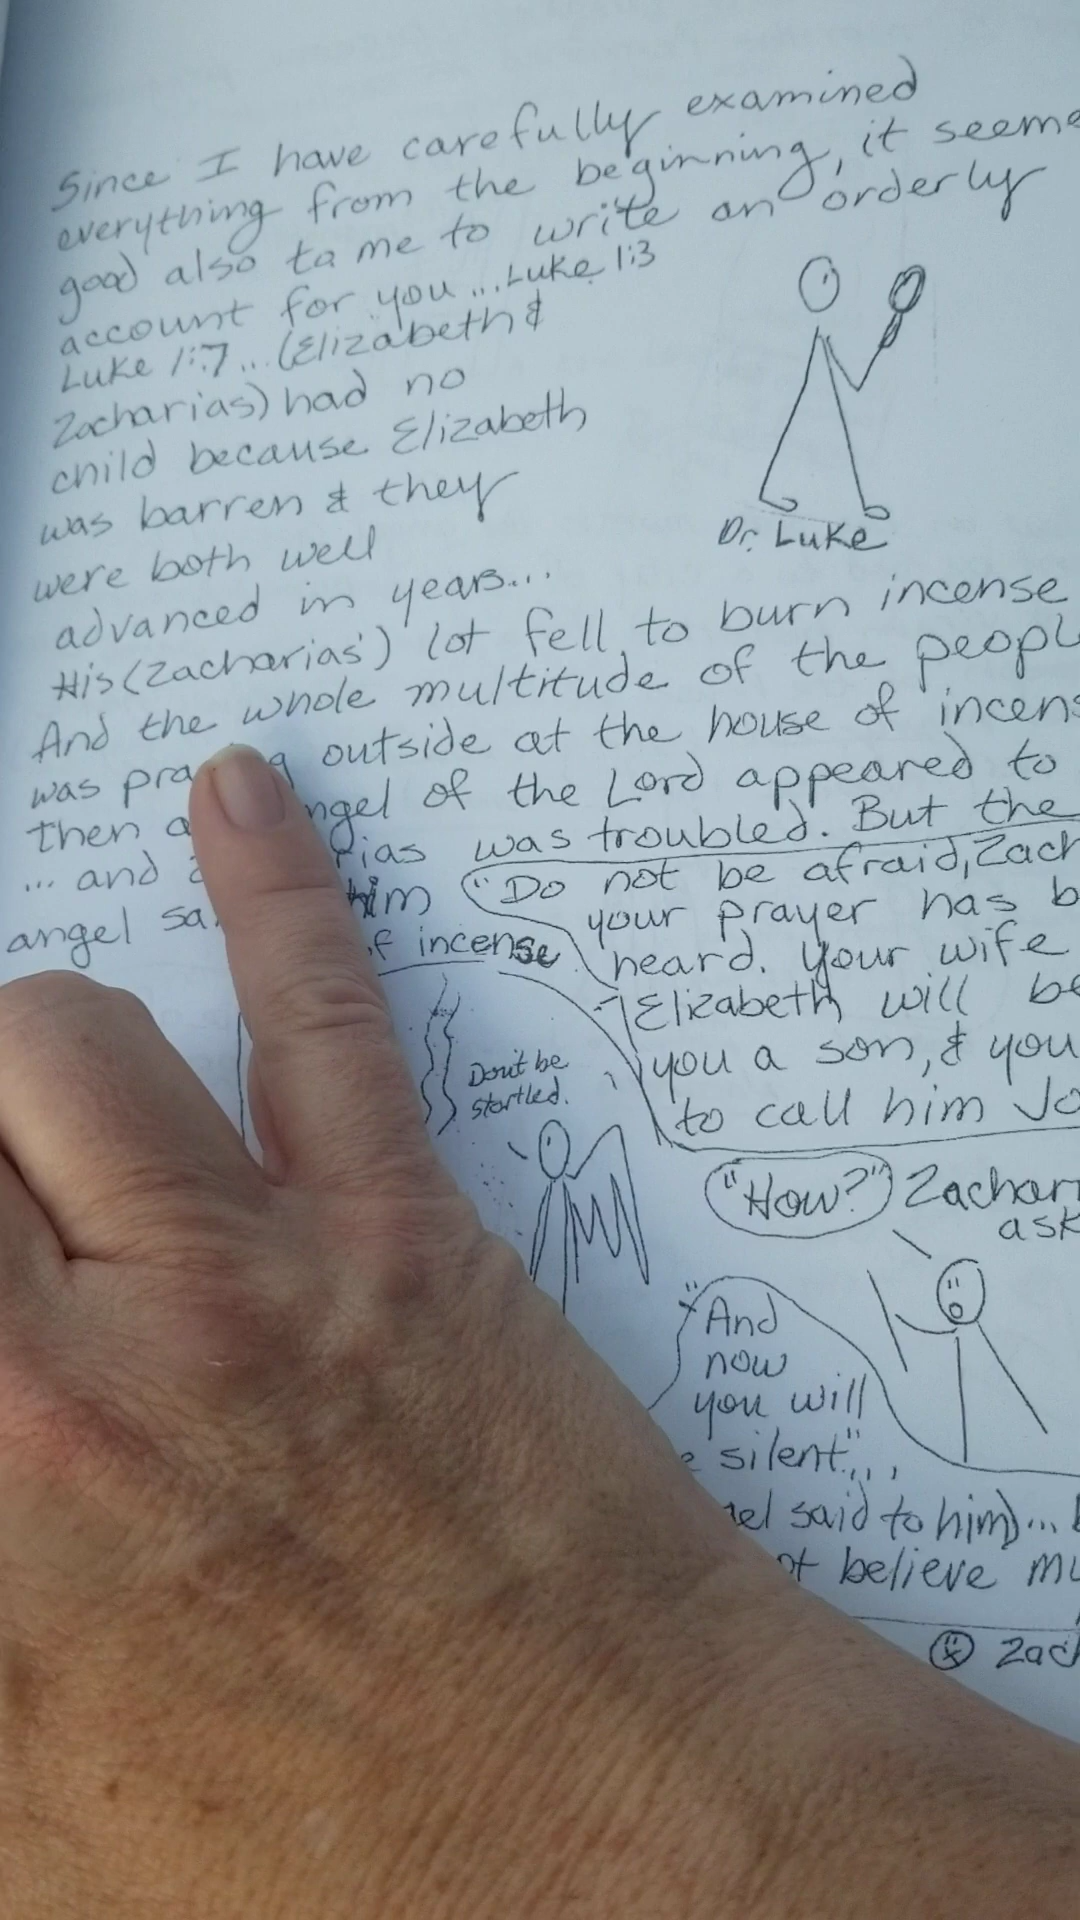 Since I have carefully examined
everything from the beginning, it seeme
good also to me to write an orderly
account for you ... Luke 1:3
Luke 1:7... (Elizabeth &
Zacharias) had no
child because Elizabeth
was barren & they
were both well
advanced in years...
His (Zacharias') lot fell to burn incense
And the whole multitude of the peopl
was pra g outside at the house of incens
then a ngel of the Lord appeared to
... and rias was troubled. But the
angel sa him
"Do not be afraid, Zach
your prayer has b
heard. Your wife
Elizabeth will be
you a son, & you
to call him Jo
f incense
Don't be
startled.
Dr. Luke
"How?" Zachar
ask
"And
now
you will
e silent"...
gel said to him)...
ot believe my
Zach